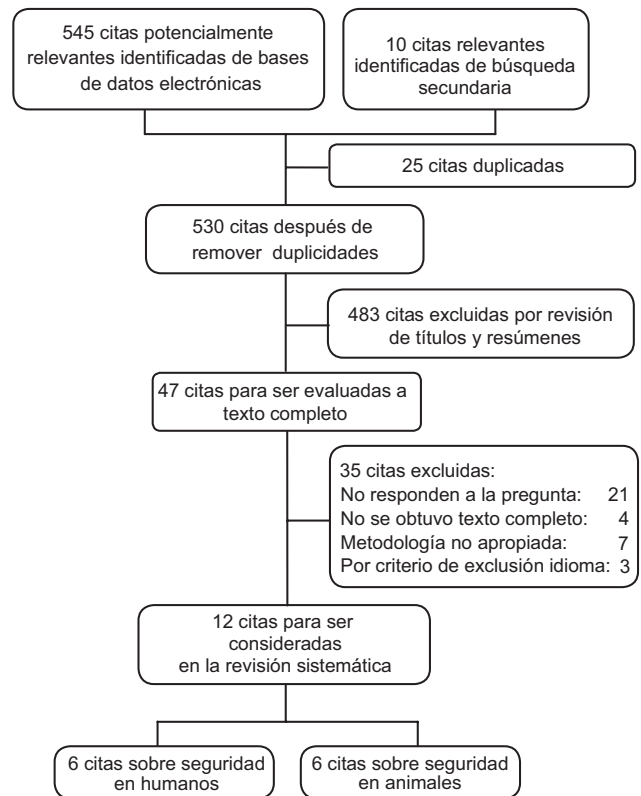 545 citas potencialmente
relevantes identificadas de bases
de datos electrónicas
10 citas relevantes
identificadas de búsqueda
secundaria
25 citas duplicadas
530 citas después de
remover duplicidades
483 citas excluidas por revisión
de títulos y resúmenes
47 citas para ser evaluadas a
texto completo
35 citas excluidas:
No responden a la pregunta: 21
No se obtuvo texto completo: 4
Metodología no apropiada: 7
Por criterio de exclusión idioma: 3
12 citas para ser
consideradas
en la revisión sistemática
6 citas sobre seguridad
en humanos
6 citas sobre seguridad
en animales